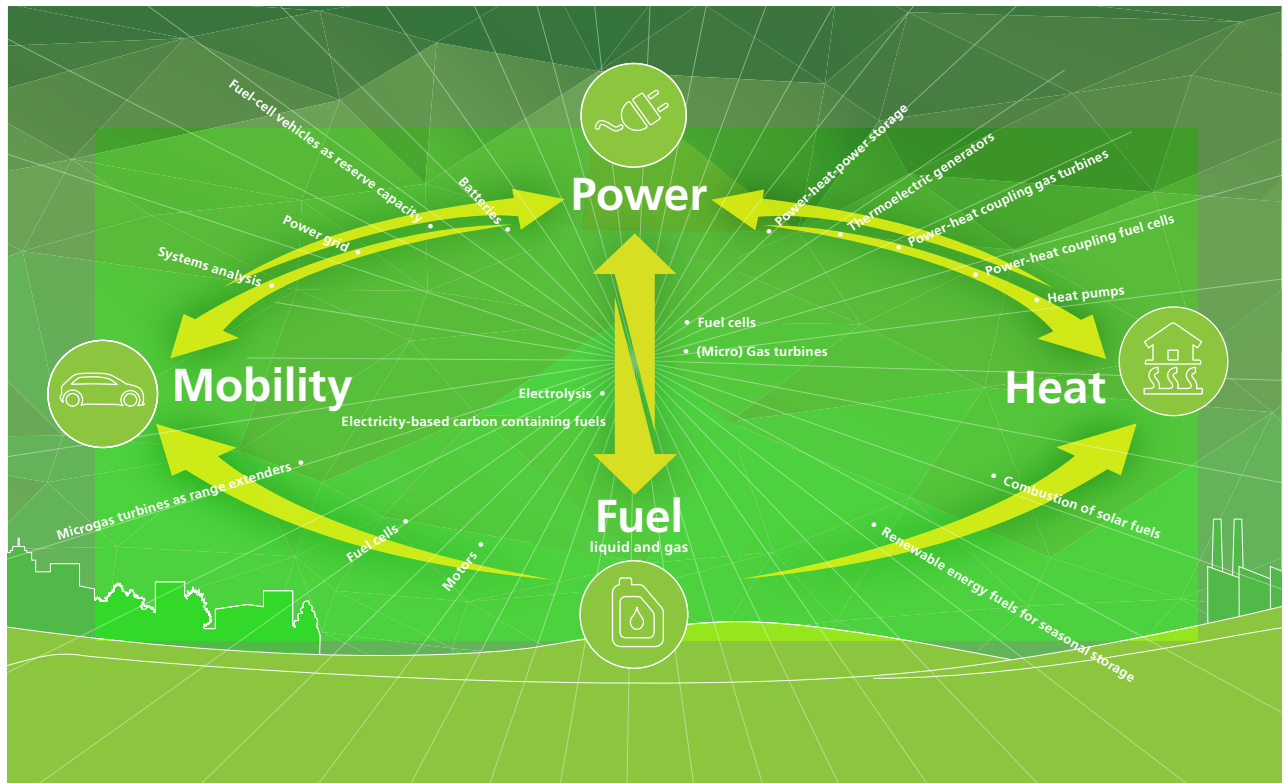 Power
Fuel-cell vehicles as reserve capacity
Batteries
Power grid
Systems analysis
Power-heat-power storage
Thermoelectric generators
Power-heat coupling gas turbines
Power-heat coupling fuel cells
Heat pumps
Fuel cells
(Micro) Gas turbines
Mobility
Heat
Electrolysis
Electricity-based carbon containing fuels
Microgas turbines as range extenders
Fuel cells
Motors
Fuel
liquid and gas
Combustion of solar fuels
Renewable energy fuels for seasonal storage